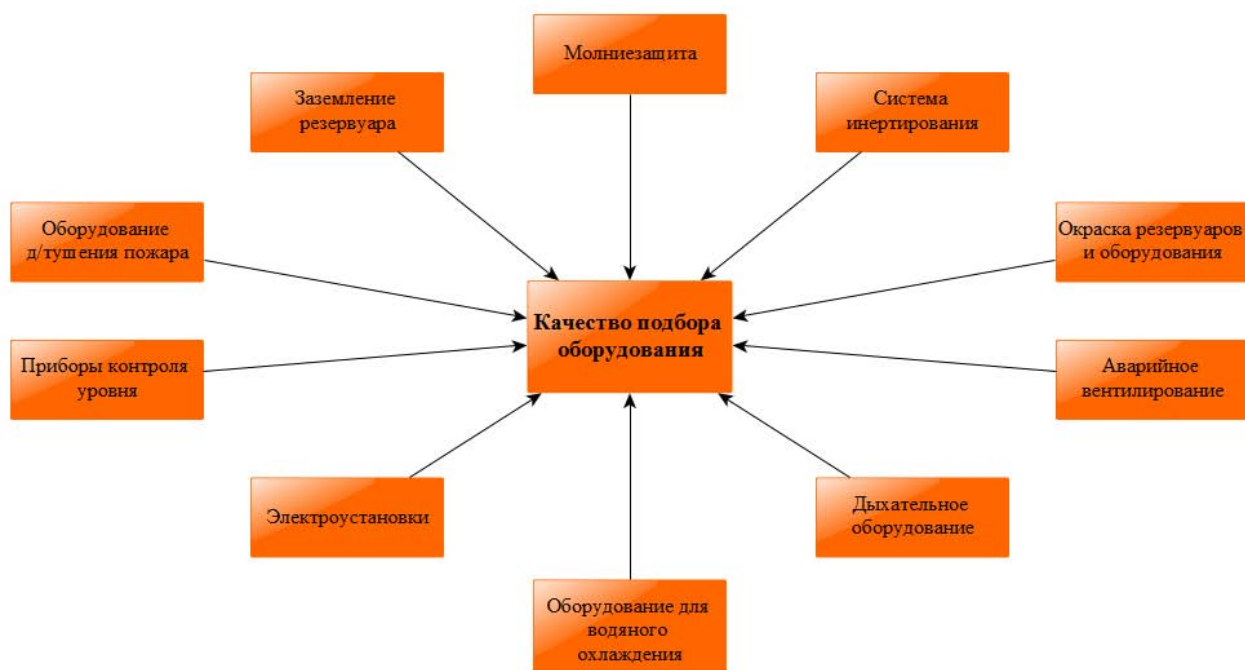 Молниезащита
Заземление
резервуара
Система
инертирования
Оборудование
д/тушения пожара
Окраска резервуаров
и оборудования
Качество подбора
оборудования
Приборы контроля
уровня
Аварийное
вентилирование
Электроустановки
Дыхательное
оборудование
Оборудование для
водяного
охлаждения